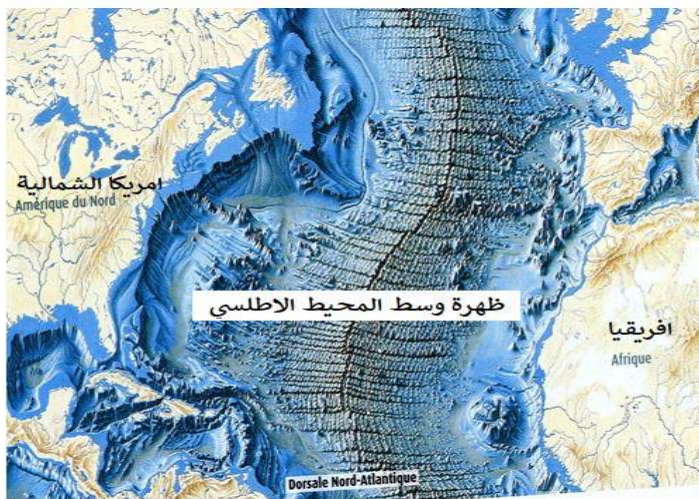 امريكا الشمالية
Amérique du Nord
ظهرة وسط المحيط الاطلسي
افريقيا
Afrique
Dorsale Nord-Atlantique